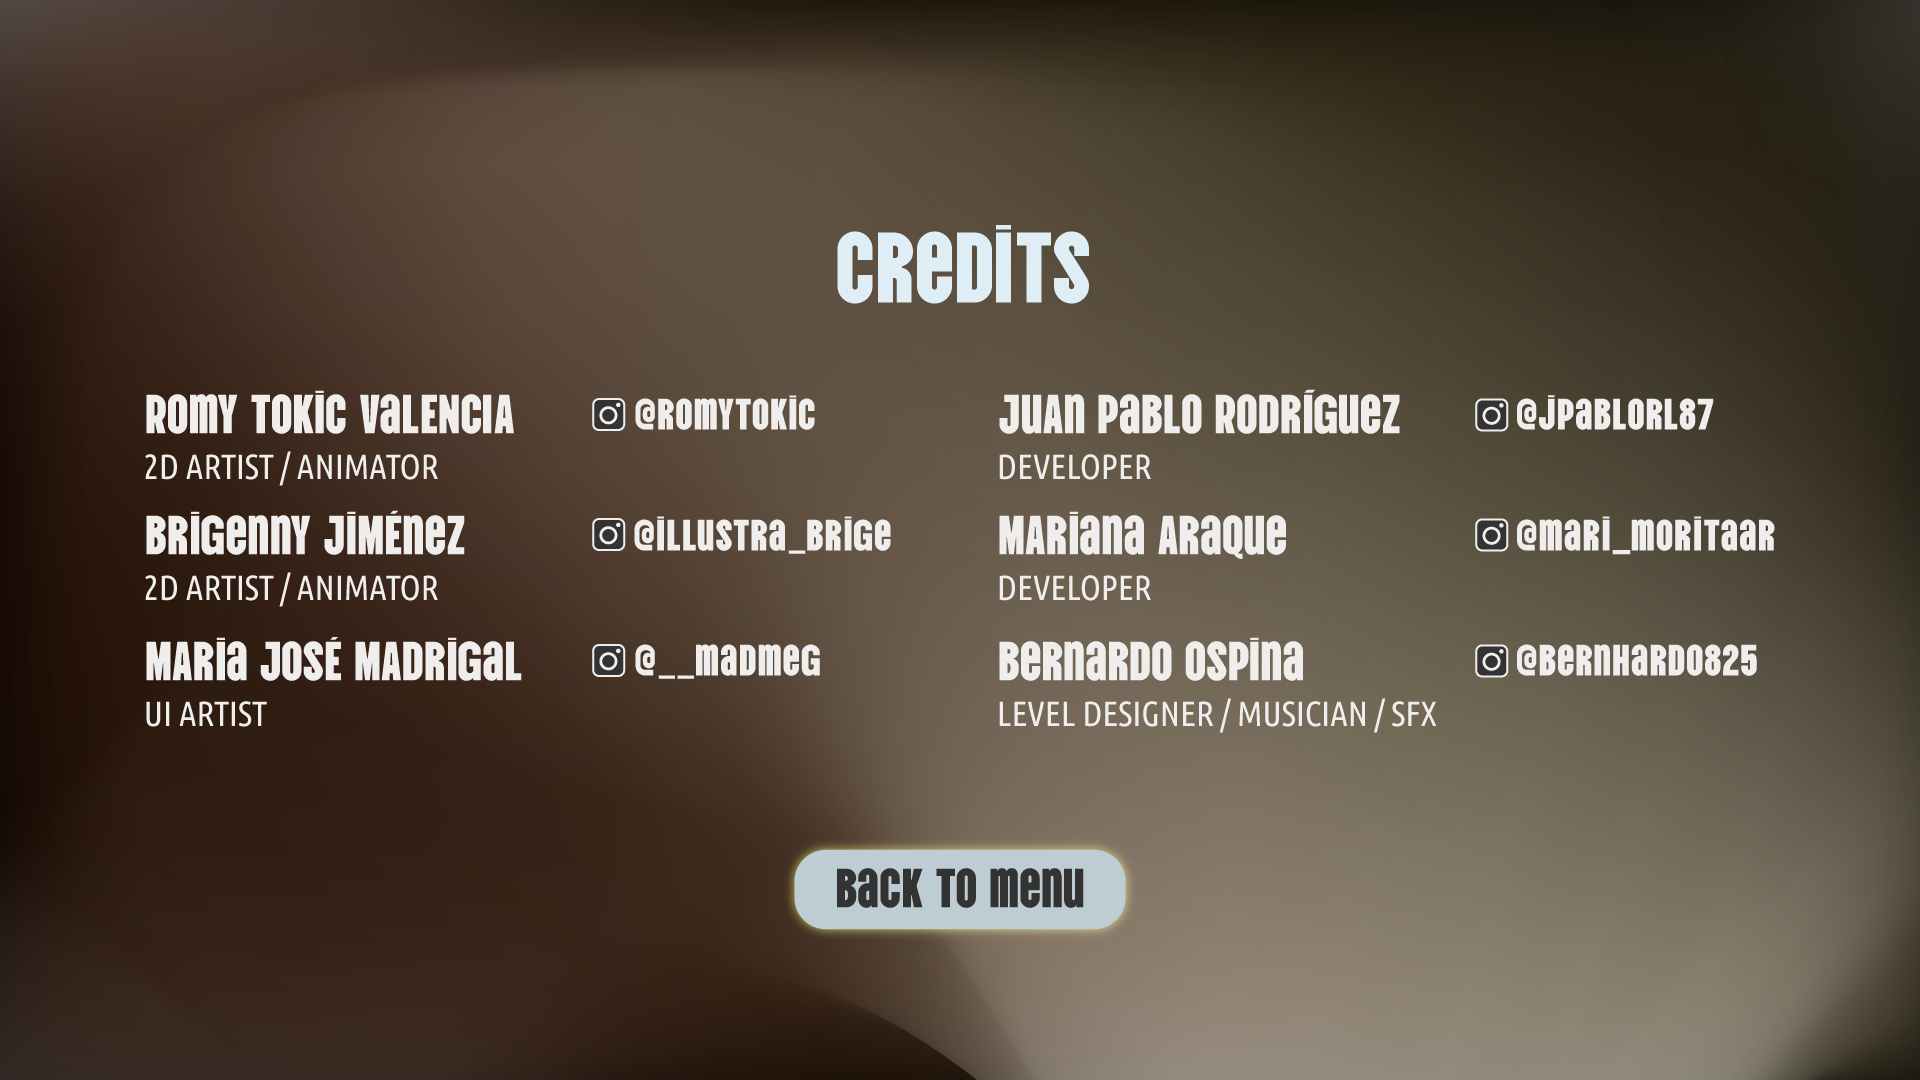 CREDITS
ROMY TOKIC VALENCIA @ROMYTOKIC
2D ARTIST / ANIMATOR
BRIGENNY JIMÉNEZ @ILLUSTRA_BRIGE
2D ARTIST / ANIMATOR
MARIA JOSÉ MADRIGAL @__MADMEG
UI ARTIST
JUAN PABLO RODRÍGUEZ @JPABLORL87
DEVELOPER
MARIANA ARAQUE @MARI_MORITAAR
DEVELOPER
BERNARDO OSPINA @BERNHARDO825
LEVEL DESIGNER / MUSICIAN / SFX
BACK TO MENU